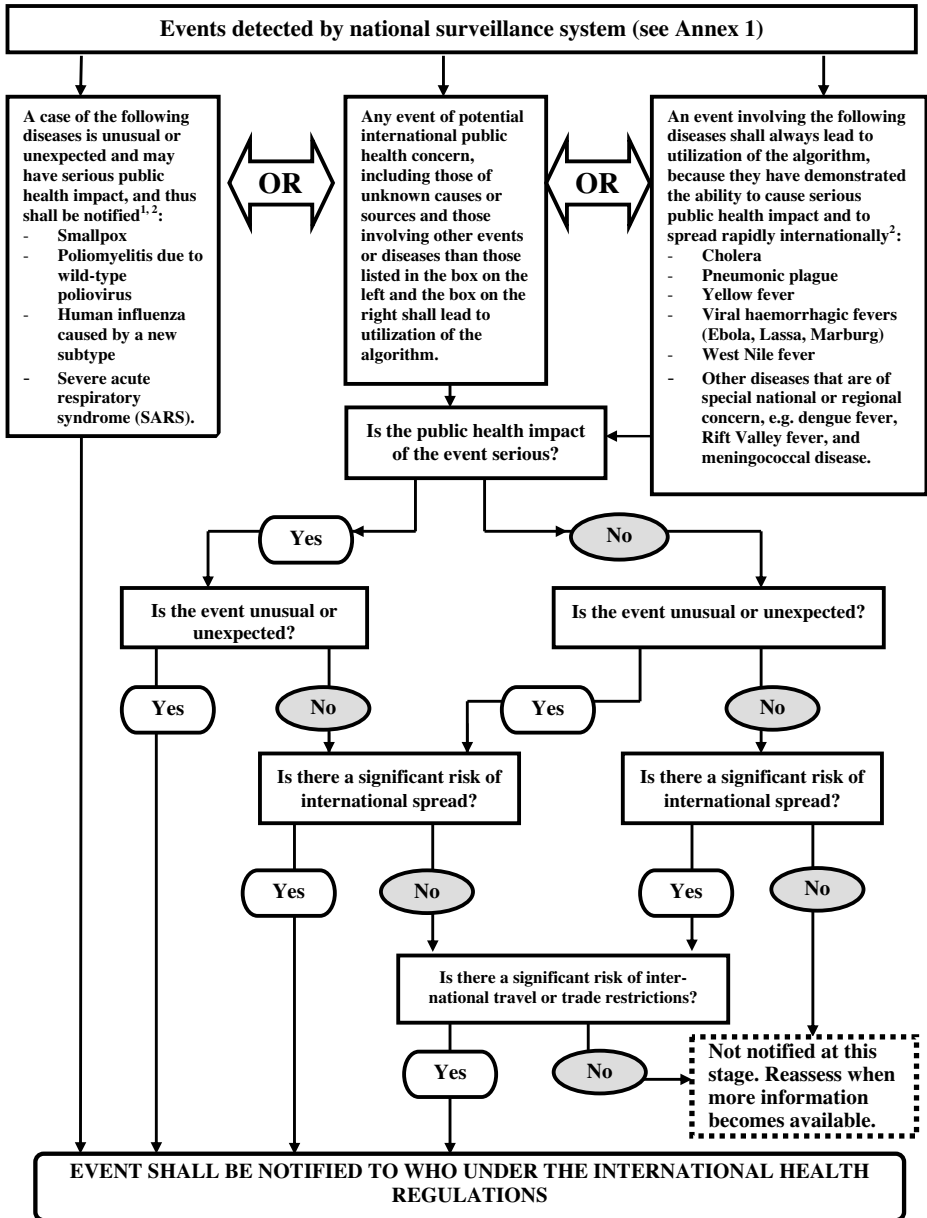 Events detected by national surveillance system (see Annex 1)
A case of the following
diseases is unusual or
unexpected and may
have serious public
health impact, and thus
shall be notified1, 2:
- Smallpox
- Poliomyelitis due to
wild-type
poliovirus
- Human influenza
caused by a new
subtype
- Severe acute
respiratory
syndrome (SARS).
OR
Any event of potential
international public
health concern,
including those of
unknown causes or
sources and those
involving other events
or diseases than those
listed in the box on the
left and the box on the
right shall lead to
utilization of the
algorithm.
OR
An event involving the following
diseases shall always lead to
utilization of the algorithm,
because they have demonstrated
the ability to cause serious
public health impact and to
spread rapidly internationally2:
- Cholera
- Pneumonic plague
- Yellow fever
- Viral haemorrhagic fevers
(Ebola, Lassa, Marburg)
- West Nile fever
- Other diseases that are of
special national or regional
concern, e.g. dengue fever,
Rift Valley fever, and
meningococcal disease.
Is the public health impact
of the event serious?
Yes
No
Is the event unusual or
unexpected?
Is the event unusual or unexpected?
Yes
No
Yes
No
Is there a significant risk of
international spread?
Is there a significant risk of
international spread?
Yes
No
Yes
No
Is there a significant risk of inter-
national travel or trade restrictions?
Yes
No
Not notified at this
stage. Reassess when
more information
becomes available.
EVENT SHALL BE NOTIFIED TO WHO UNDER THE INTERNATIONAL HEALTH
REGULATIONS